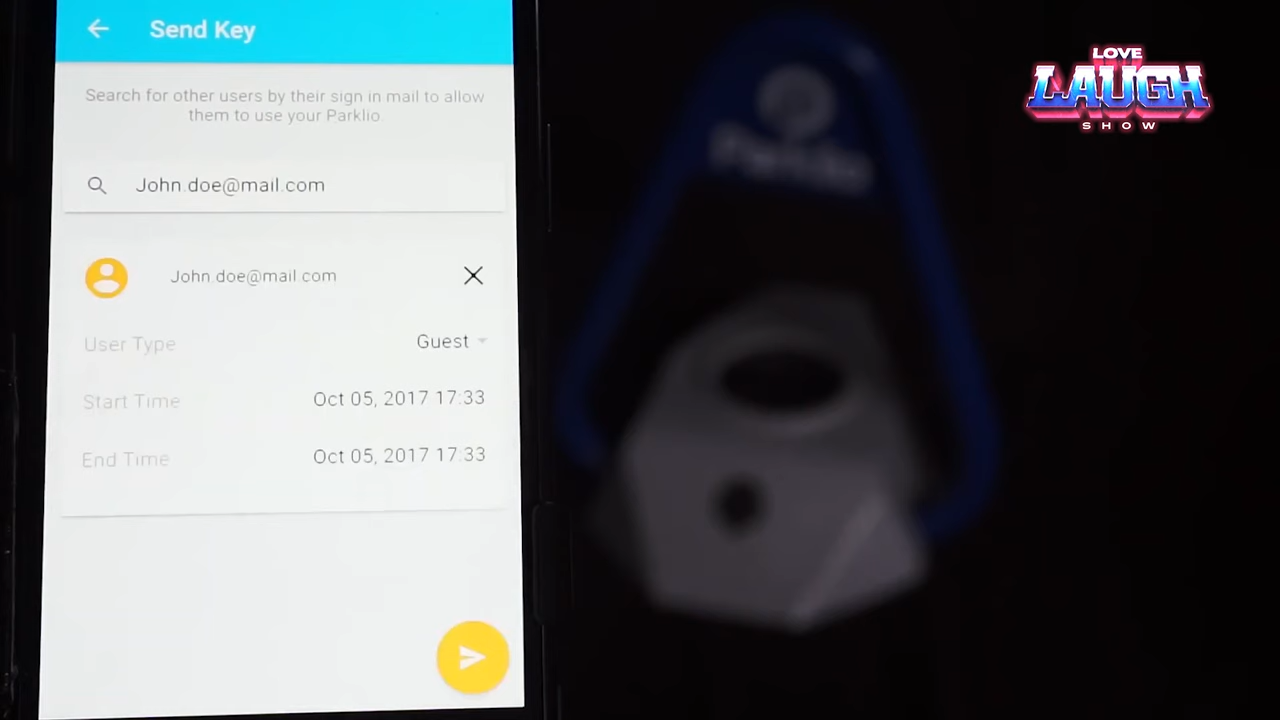 Send Key
Search for other users by their sign in mail to allow
them to use your Parklio.
John.doe@mail.com
John.doe@mail.com
User Type Guest
Start Time Oct 05, 2017 17:33
End Time Oct 05, 2017 17:33
Parklio
LOVE
LAUGH
SHOW